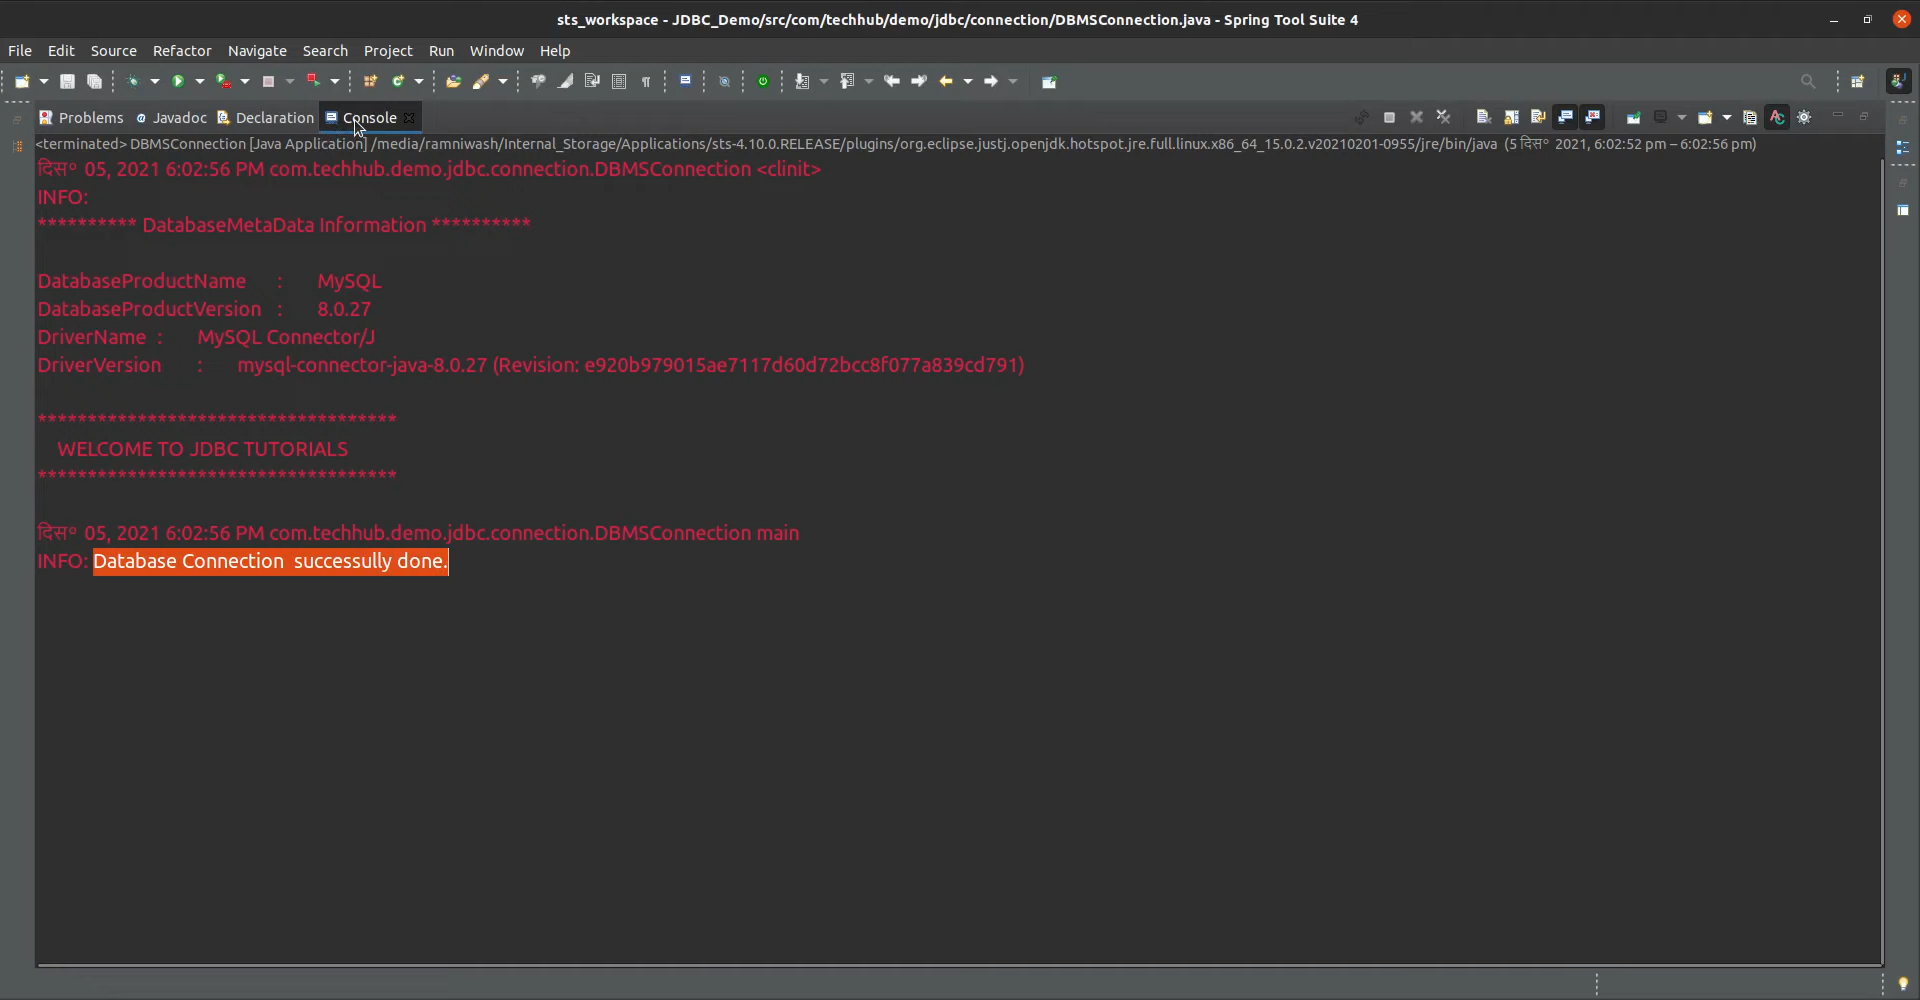 sts_workspace - JDBC_Demo/src/com/techhub/demo/jdbc/connection/DBMSConnection.java - Spring Tool Suite 4
File Edit Source Refactor Navigate Search Project Run Window Help
Problems Javadoc Declaration Console
<terminated> DBMSConnection [Java Application] /media/ramniwash/Internal_Storage/Applications/sts-4.10.0.RELEASE/plugins/org.eclipse.justj.openjdk.hotspot.jre.full.linux.x86_64_15.0.2.v20210201-0955/jre/bin/java (5 दिस॰ 2021, 6:02:52 pm – 6:02:56 pm)
दिस॰ 05, 2021 6:02:56 PM com.techhub.demo.jdbc.connection.DBMSConnection <clinit>
INFO:
********** DatabaseMetaData Information **********
DatabaseProductName : MySQL
DatabaseProductVersion : 8.0.27
DriverName : MySQL Connector/J
DriverVersion : mysql-connector-java-8.0.27 (Revision: e920b979015ae7117d60d72bcc8f077a839cd791)
************************************
WELCOME TO JDBC TUTORIALS
************************************
दिस॰ 05, 2021 6:02:56 PM com.techhub.demo.jdbc.connection.DBMSConnection main
INFO: Database Connection  successully done.